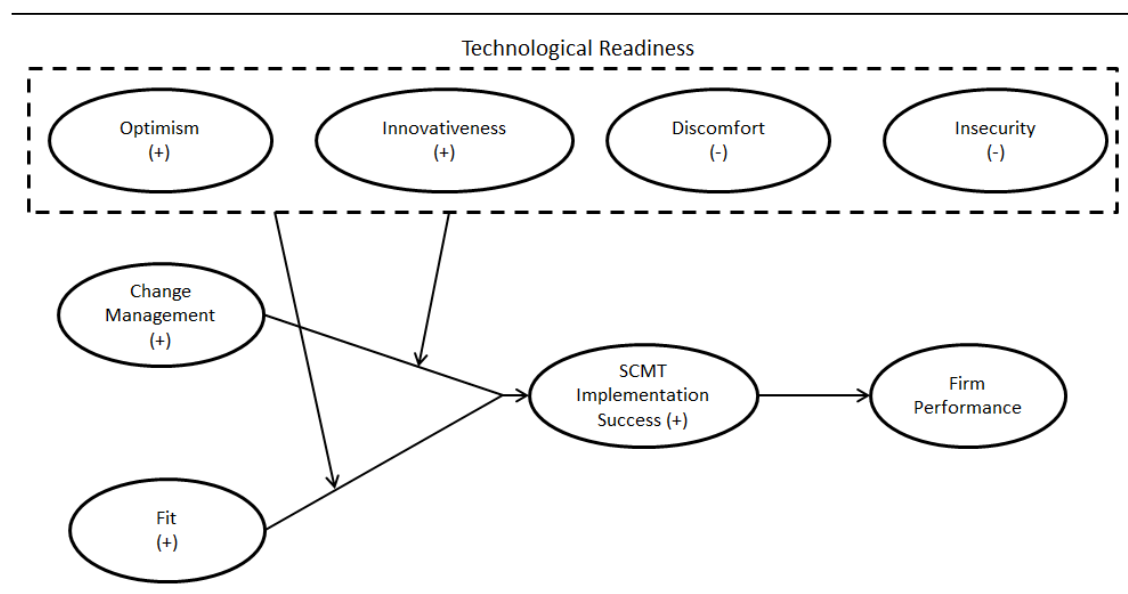 Technological Readiness
Optimism
(+)
Innovativeness
(+)
Discomfort
(-)
Insecurity
(-)
Change
Management
(+)
SCMT
Implementation
Success (+)
Firm
Performance
Fit
(+)